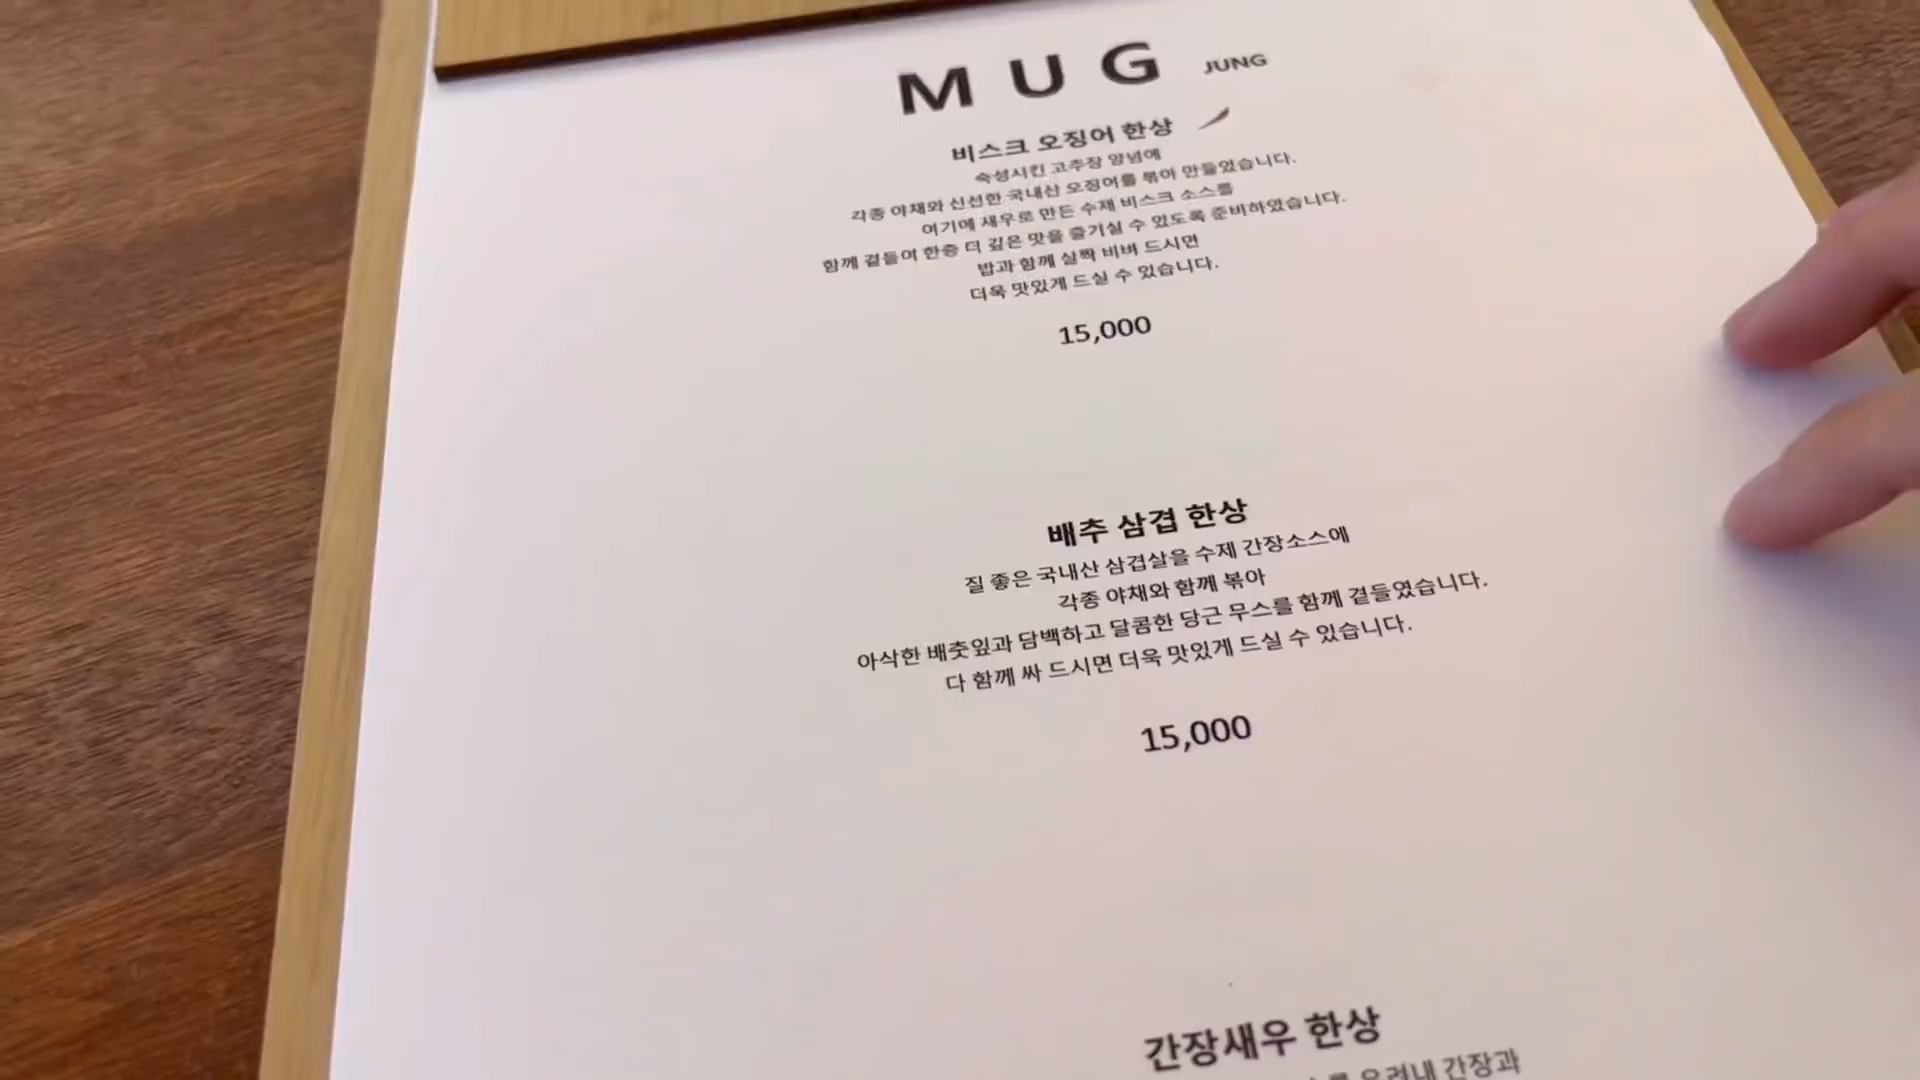 MUG JUNG
비스크 오징어 한상
숙성시킨 고추장 양념에
각종 야채와 신선한 국내산 오징어를 볶아 만들었습니다.
여기에 새우로 만든 수제 비스크 소스를
함께 곁들여 한층 더 깊은 맛을 즐기실 수 있도록 준비하였습니다.
밥과 함께 살짝 비벼 드시면
더욱 맛있게 드실 수 있습니다.
15,000
배추 삼겹 한상
질 좋은 국내산 삼겹살을 수제 간장소스에
각종 야채와 함께 볶아
아삭한 배춧잎과 담백하고 달콤한 당근 무스를 함께 곁들였습니다.
다 함께 싸 드시면 더욱 맛있게 드실 수 있습니다.
15,000
간장새우 한상
우려내 간장과